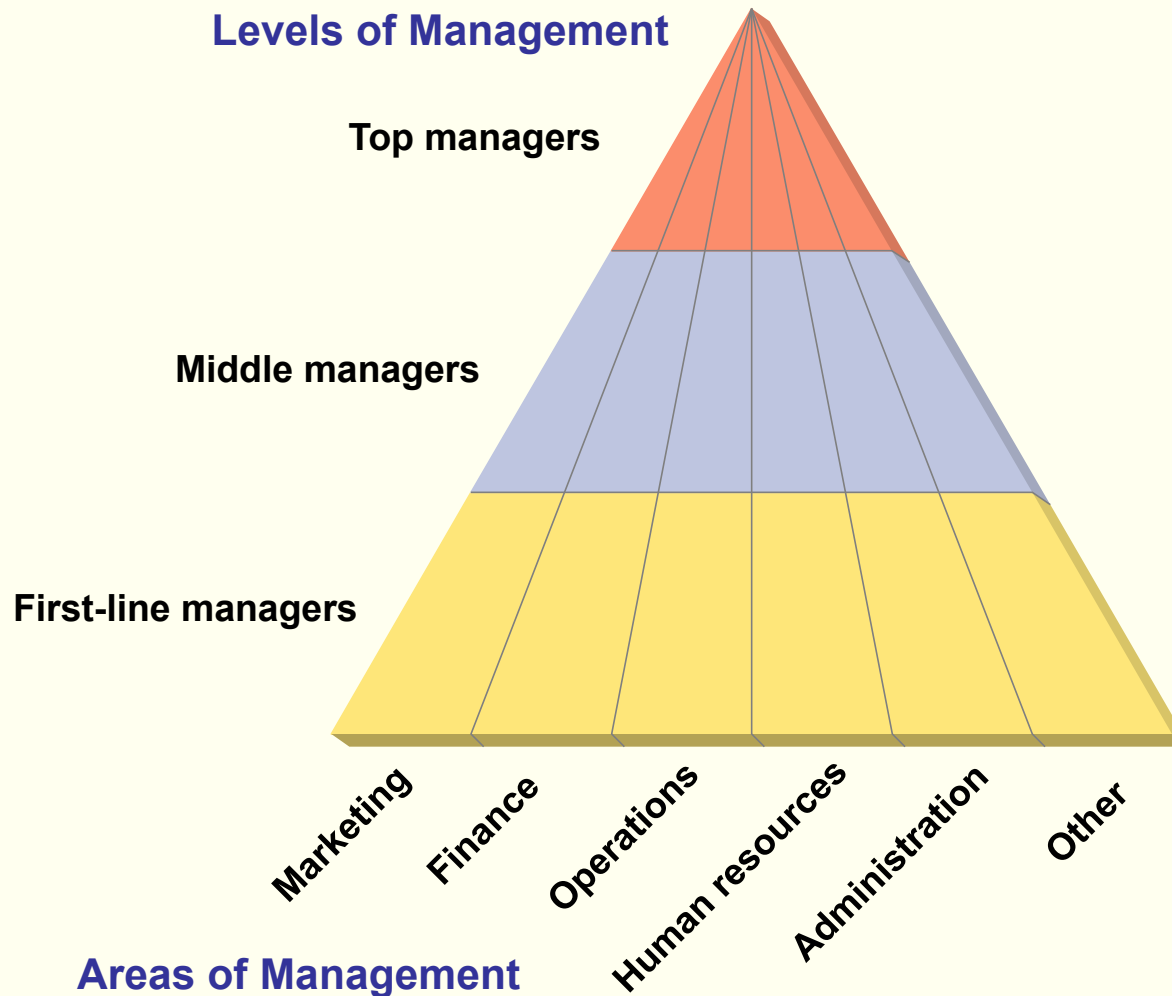 Levels of Management
Top managers
Middle managers
First-line managers
Marketing
Finance
Operations
Human resources
Administration
Other
Areas of Management